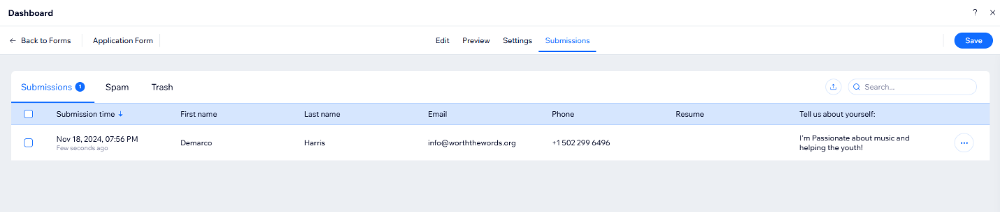 Dashboard
? ×
← Back to Forms Application Form Edit Preview Settings Submissions Save
Submissions 1 Spam Trash Search...
Submission time ↓ First name Last name Email Phone Resume Tell us about yourself:
Nov 18, 2024, 07:56 PM
Few seconds ago
Demarco Harris info@worththewords.org +1 502 299 6496
I'm Passionate about music and
helping the youth!